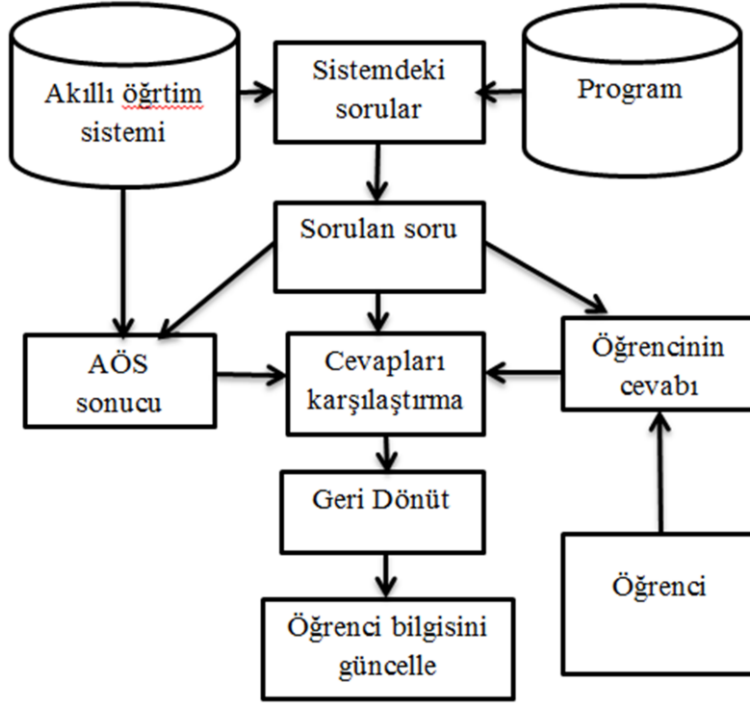 Akıllı öğrtim
sistemi
Sistemdeki
sorular
Program
Sorulan soru
AÖS
sonucu
Cevapları
karşılaştırma
Öğrencinin
cevabı
Geri Dönüt
Öğrenci
Öğrenci bilgisini
güncelle